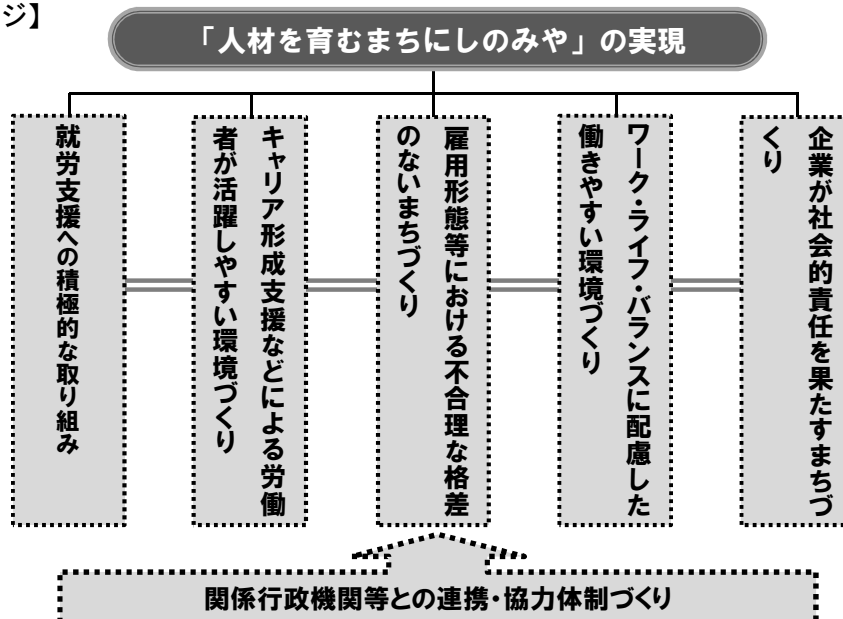 ジ】
「人材を育むまちにしのみや」の実現
就労支援への積極的な取り組み
キャリア形成支援などによる労働
者が活躍しやすい環境づくり
雇用形態等における不合理な格差
のないまちづくり
ワーク・ライフ・バランスに配慮した
働きやすい環境づくり
企業が社会的責任を果たすまちづ
くり
関係行政機関等との連携・協力体制づくり